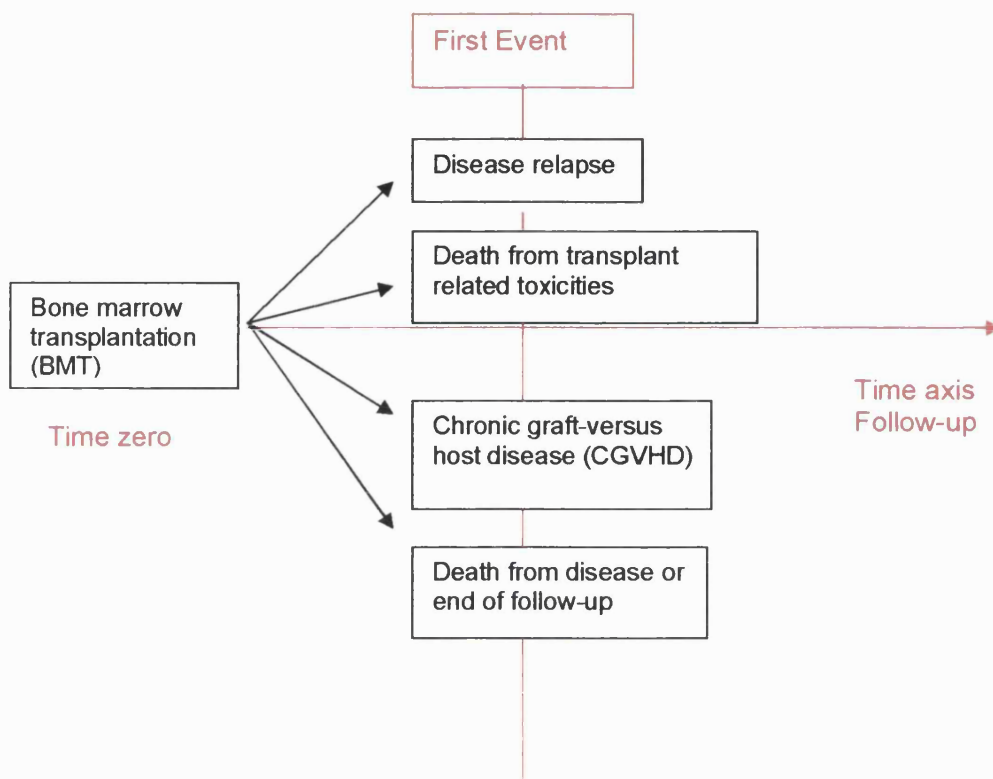 First Event
Disease relapse
Death from transplant
related toxicities
Bone marrow
transplantation
(BMT)
Time zero
Time axis
Follow-up
Chronic graft-versus
host disease (CGVHD)
Death from disease or
end of follow-up